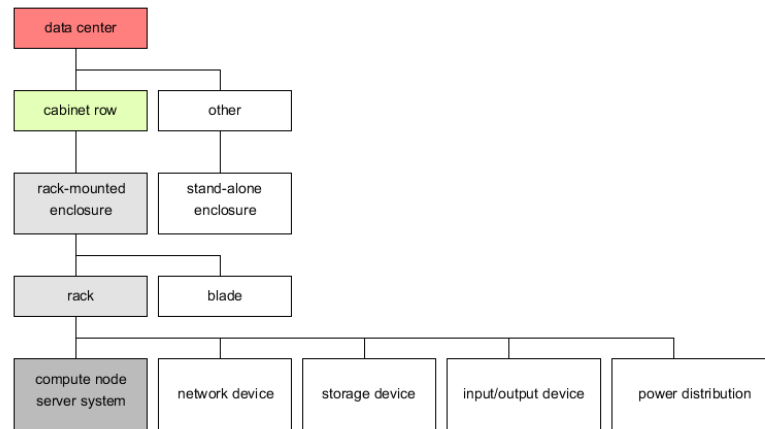 data center
cabinet row
other
rack-mounted
enclosure
stand-alone
enclosure
rack
blade
compute node
server system
network device
storage device
input/output device
power distribution